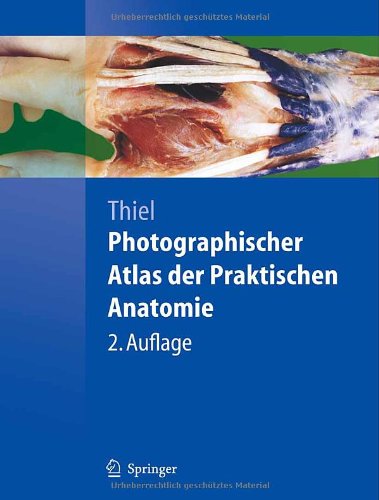 Urheberrechtlich geschütztes Material
Thiel
Photographischer
Atlas der Praktischen
Anatomie
2. Auflage
Springer
Urheberrechtlich geschütztes Material